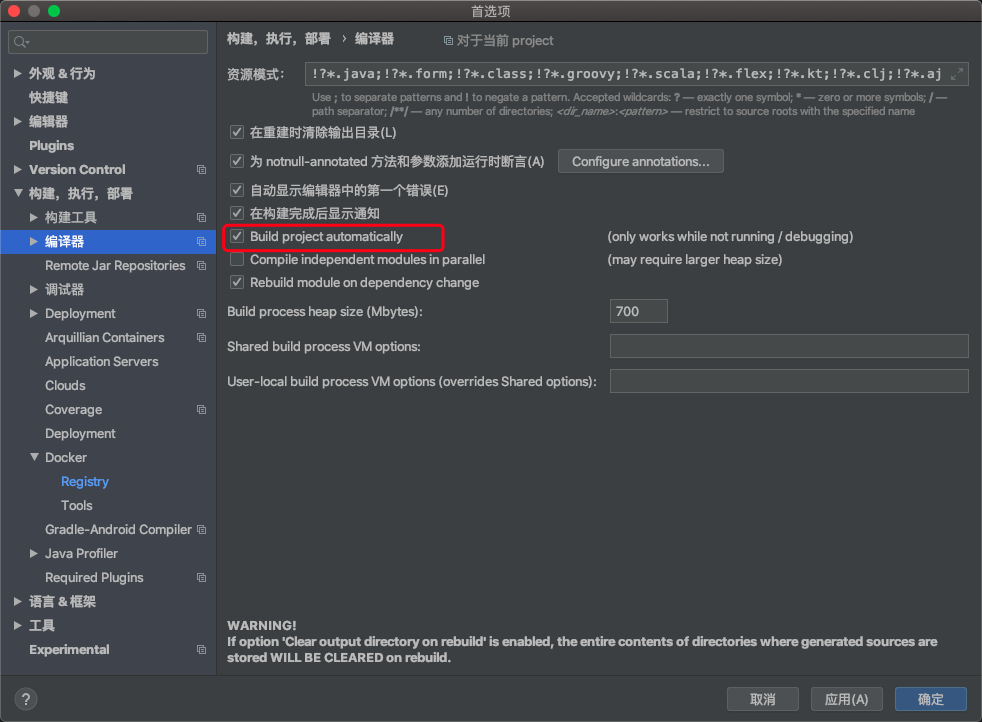 首选项
外观 & 行为
快捷键
编辑器
Plugins
Version Control
构建，执行，部署
构建工具
编译器
Remote Jar Repositories
调试器
Deployment
Arquillian Containers
Application Servers
Clouds
Coverage
Deployment
Docker
Registry
Tools
Gradle-Android Compiler
Java Profiler
Required Plugins
语言 & 框架
工具
Experimental
构建，执行，部署 › 编译器 对于当前 project
资源模式： !?*.java;!?*.form;!?*.class;!?*.groovy;!?*.scala;!?*.flex;!?*.kt;!?*.clj;!?*.aj
Use ; to separate patterns and ! to negate a pattern. Accepted wildcards: ? — exactly one symbol; * — zero or more symbols; / —
path separator; /**/ — any number of directories; <dir_name>:<pattern> — restrict to source roots with the specified name
在重建时清除输出目录(L)
为 notnull-annotated 方法和参数添加运行时断言(A) Configure annotations...
自动显示编辑器中的第一个错误(E)
在构建完成后显示通知
Build project automatically (only works while not running / debugging)
Compile independent modules in parallel (may require larger heap size)
Rebuild module on dependency change
Build process heap size (Mbytes): 700
Shared build process VM options:
User-local build process VM options (overrides Shared options):
WARNING!
If option 'Clear output directory on rebuild' is enabled, the entire contents of directories where generated sources are
stored WILL BE CLEARED on rebuild.
? 取消 应用(A) 确定